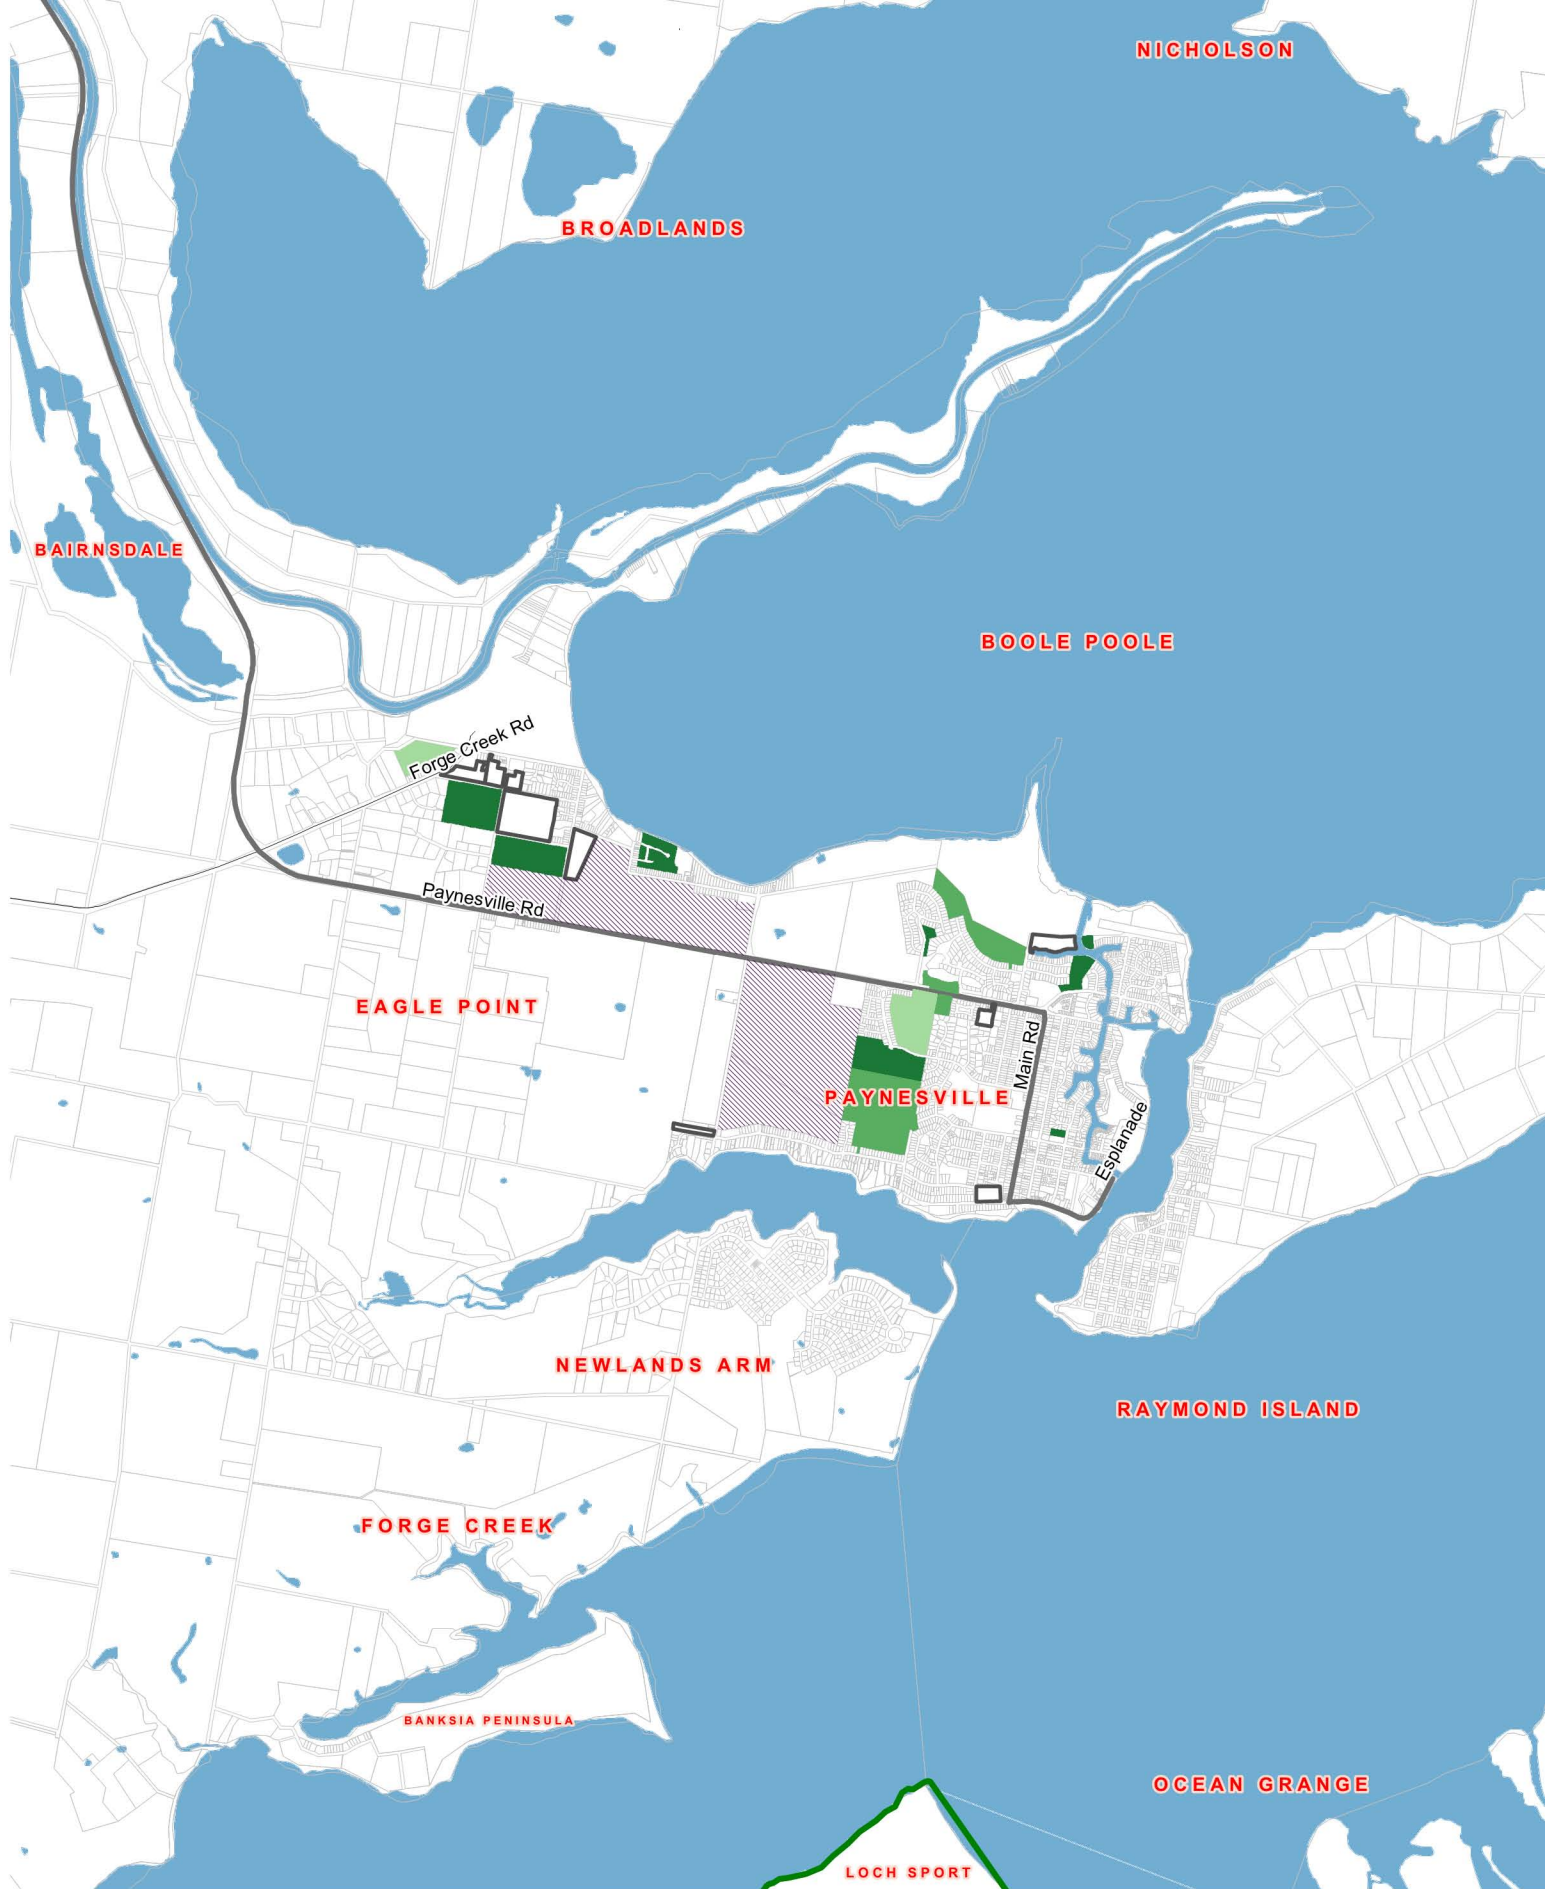 NICHOLSON
BROADLANDS
BAIRNSDALE
BOOLE POOLE
Forge Creek Rd
Paynesville Rd
EAGLE POINT
Main Rd
PAYNESVILLE
Esplanade
NEWLANDS ARM
RAYMOND ISLAND
FORGE CREEK
BANKSIA PENINSULA
OCEAN GRANGE
LOCH SPORT